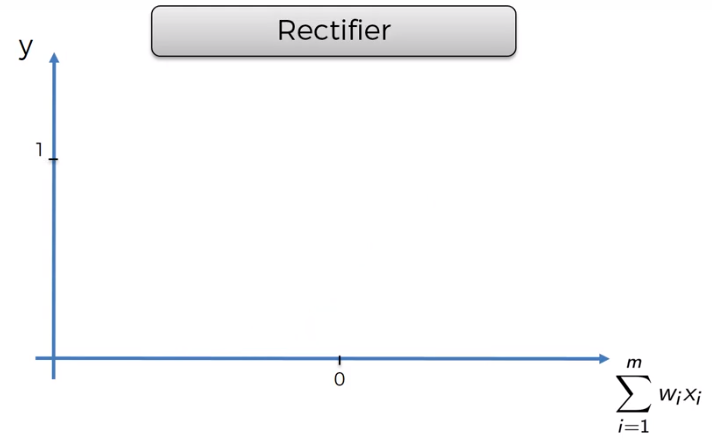 Rectifier
y
1
0
m
∑ wᵢxᵢ
i=1